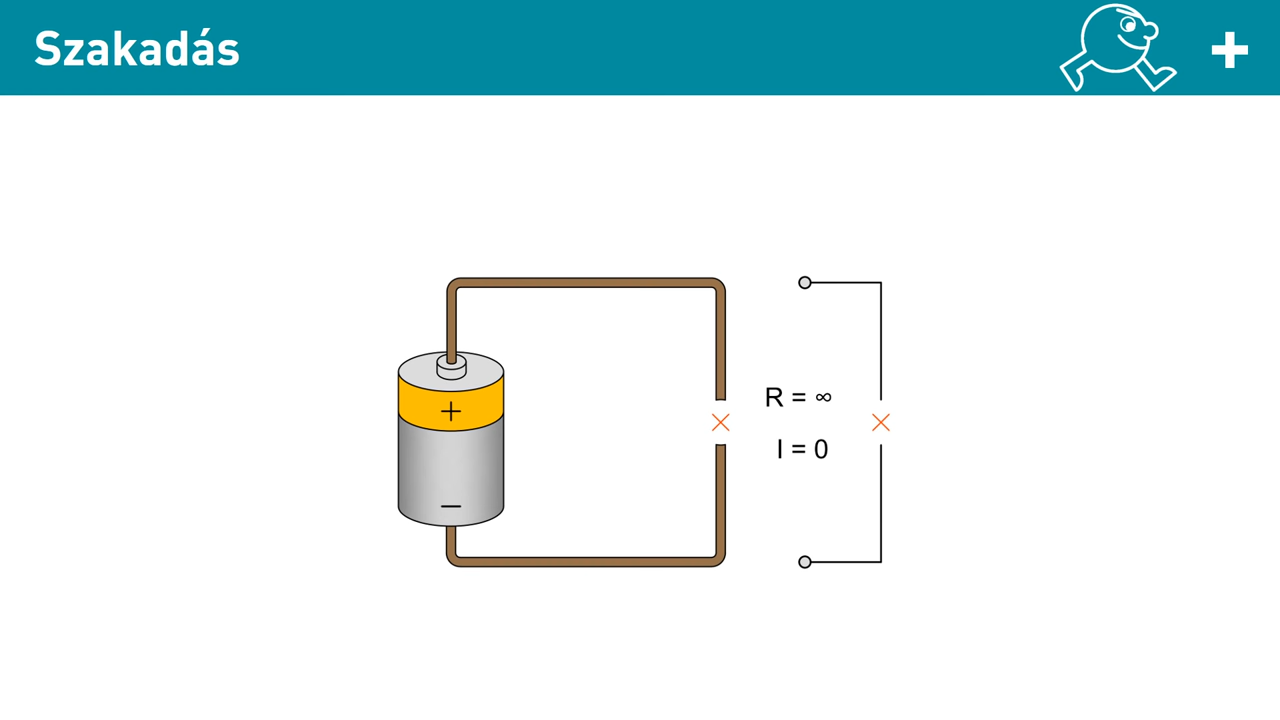 Szakadás
+
R = ∞
I = 0
+
−